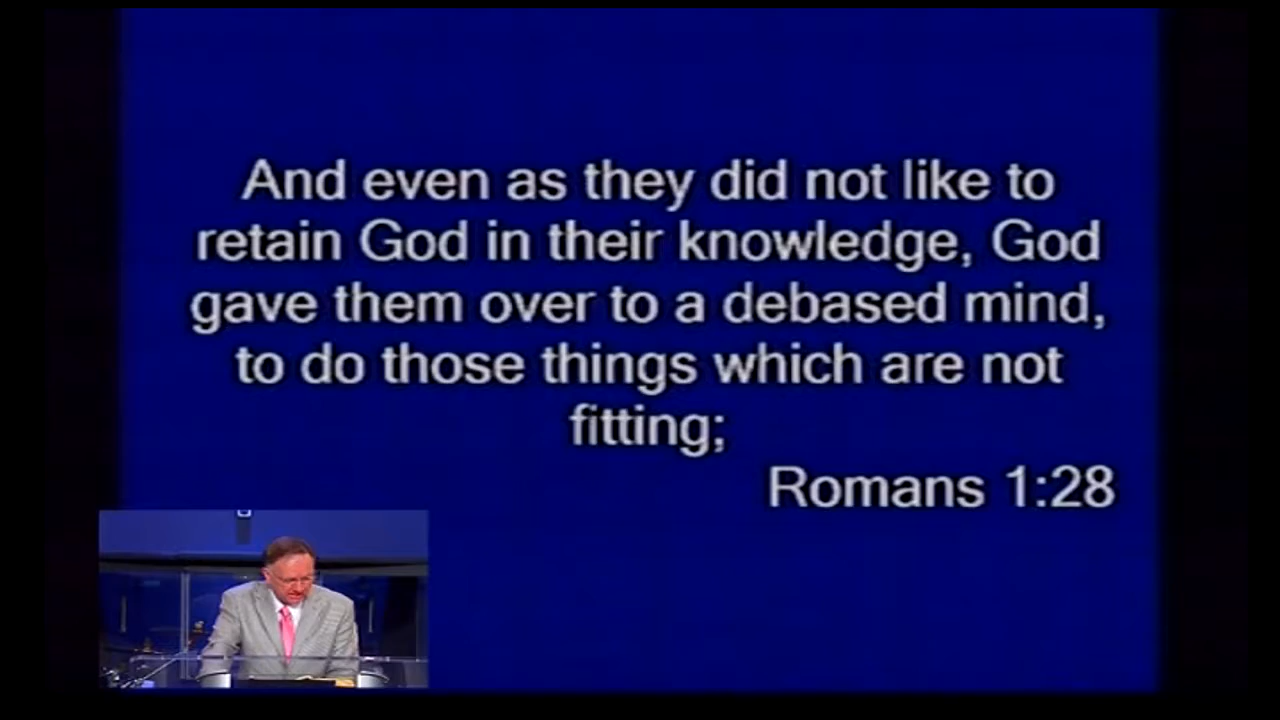 And even as they did not like to
retain God in their knowledge, God
gave them over to a debased mind,
to do those things which are not
fitting;
Romans 1:28